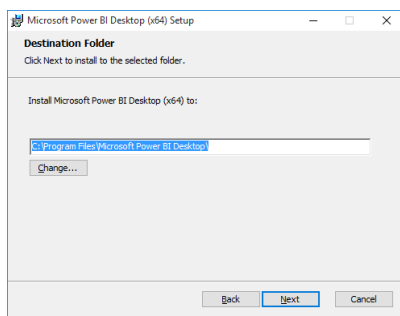 Microsoft Power BI Desktop (x64) Setup
Destination Folder
Click Next to install to the selected folder.
Install Microsoft Power BI Desktop (x64) to:
C:\Program Files\Microsoft Power BI Desktop\
Change...
Back Next Cancel